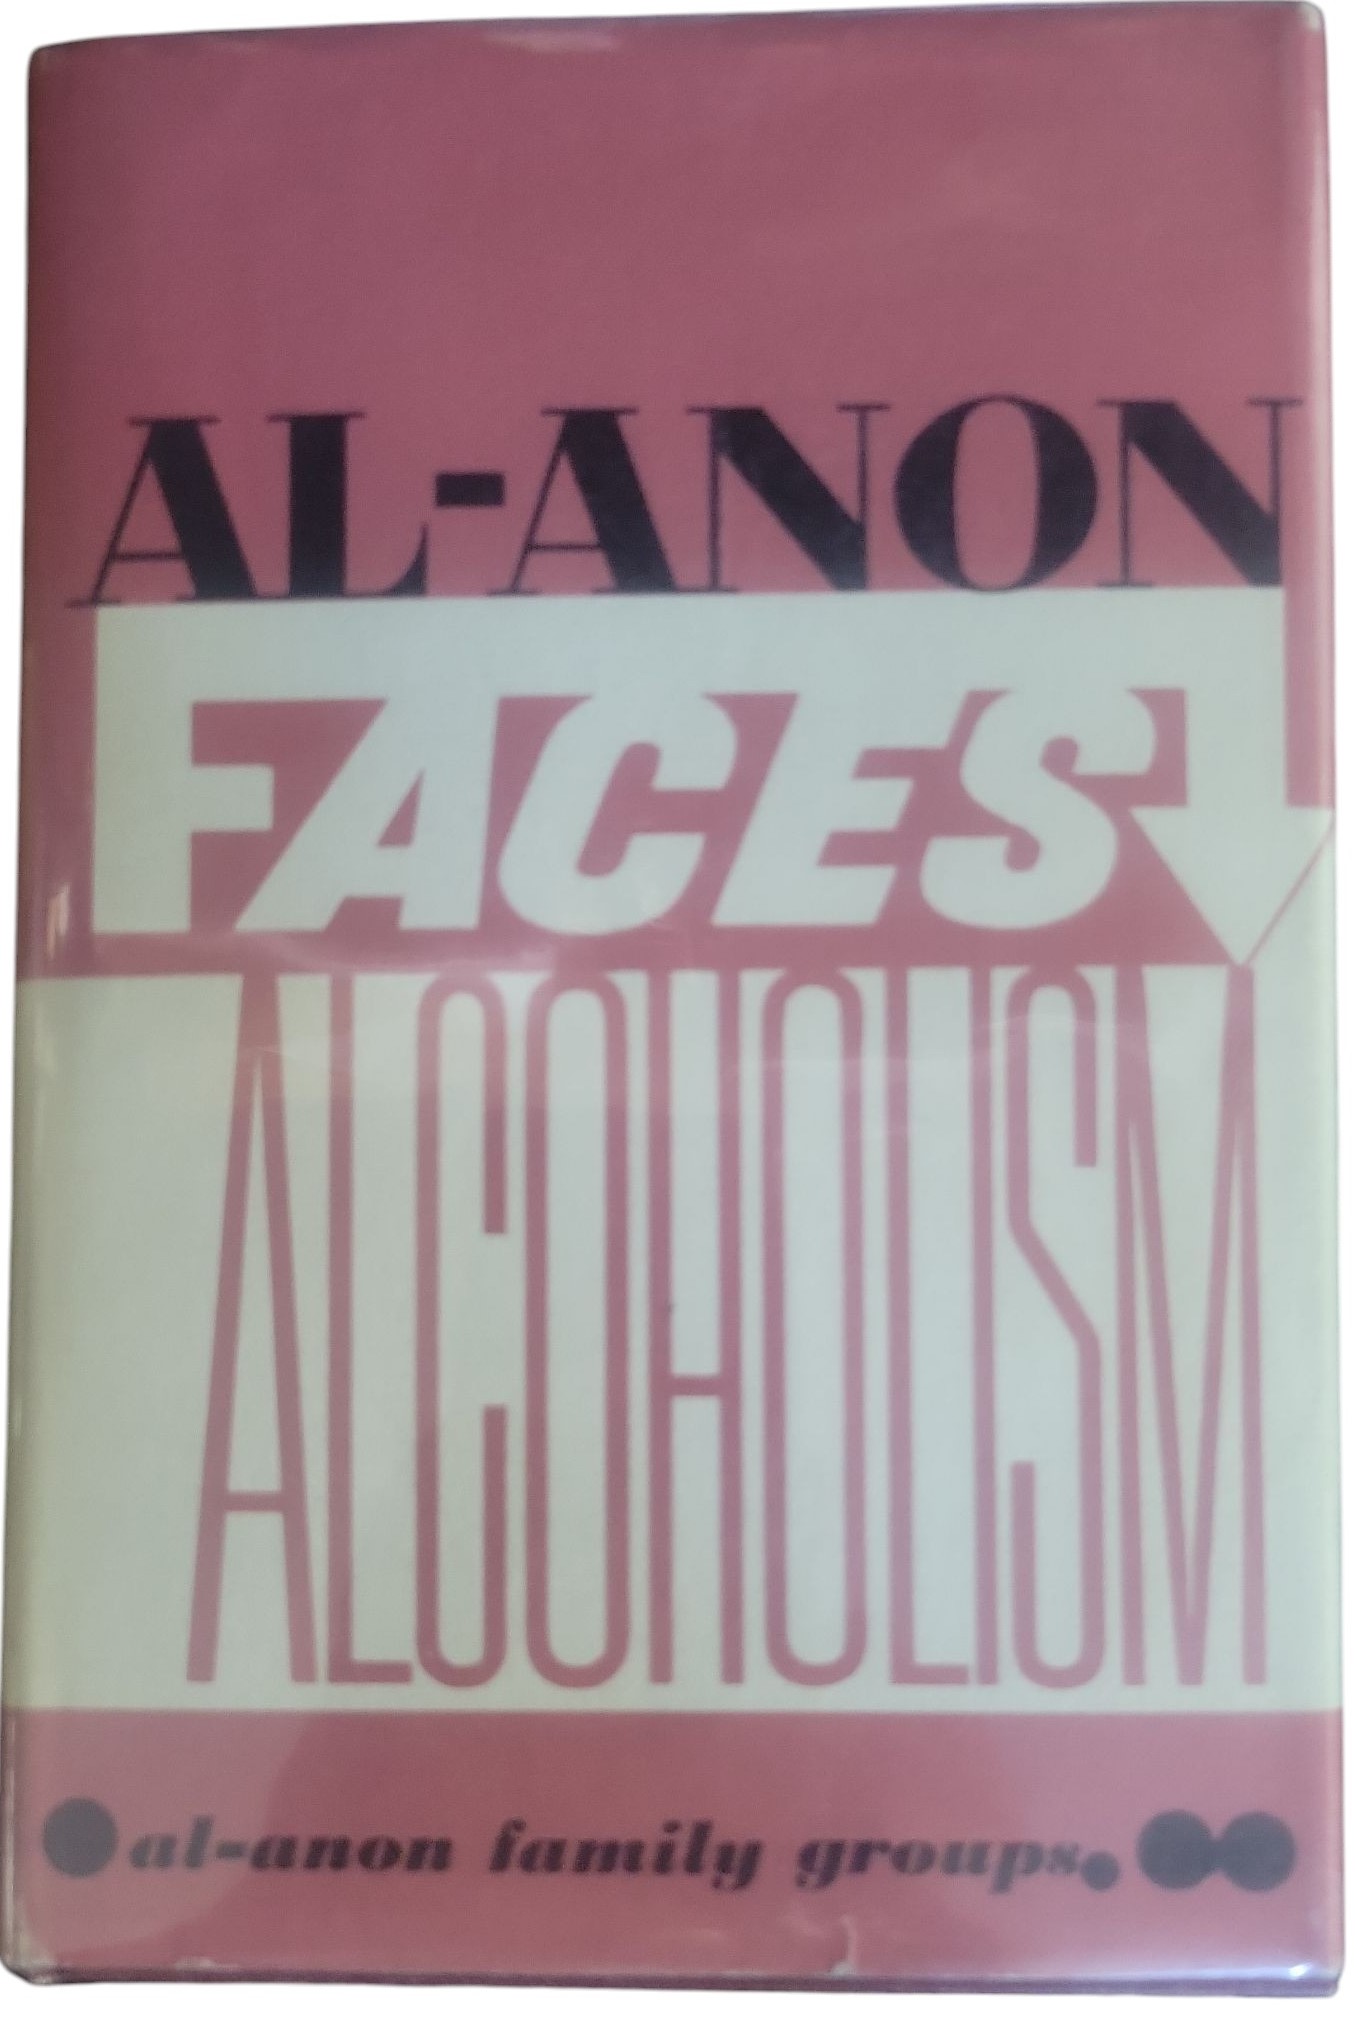 AL-ANON
FACES
ALCOHOLISM
al-anon family groups.